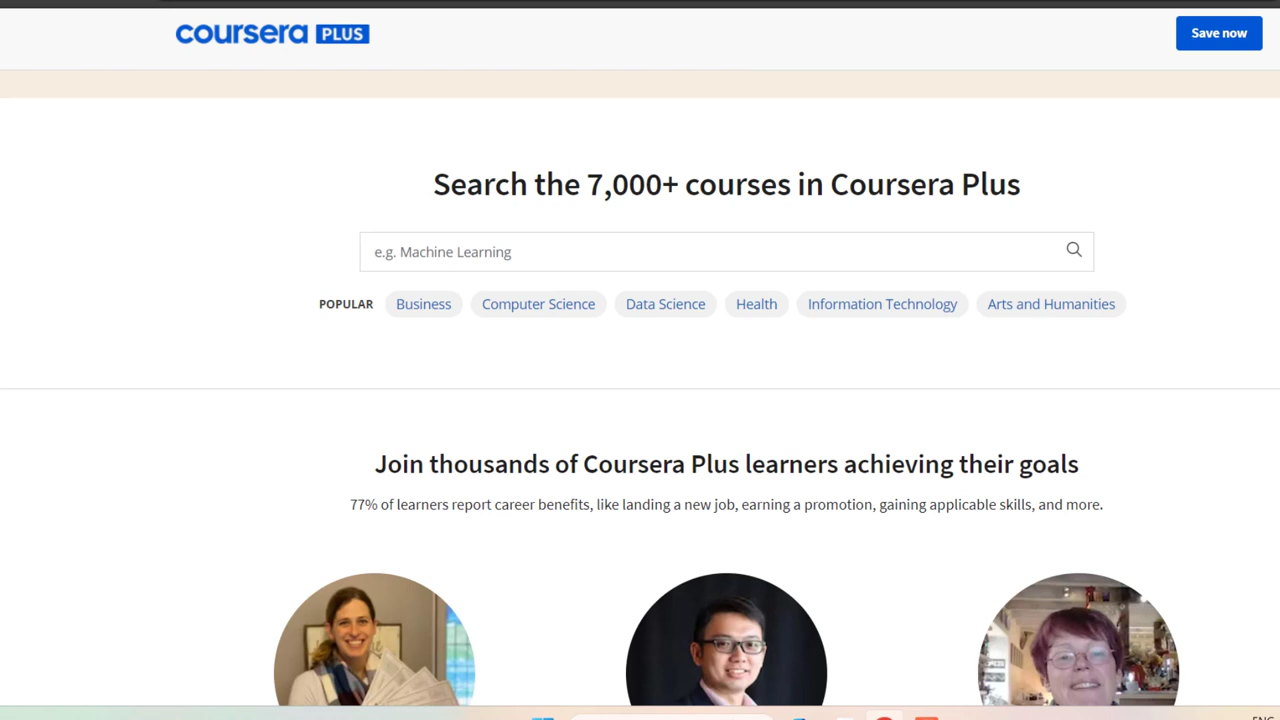 coursera PLUS
Save now
Search the 7,000+ courses in Coursera Plus
e.g. Machine Learning
POPULAR Business Computer Science Data Science Health Information Technology Arts and Humanities
Join thousands of Coursera Plus learners achieving their goals
77% of learners report career benefits, like landing a new job, earning a promotion, gaining applicable skills, and more.